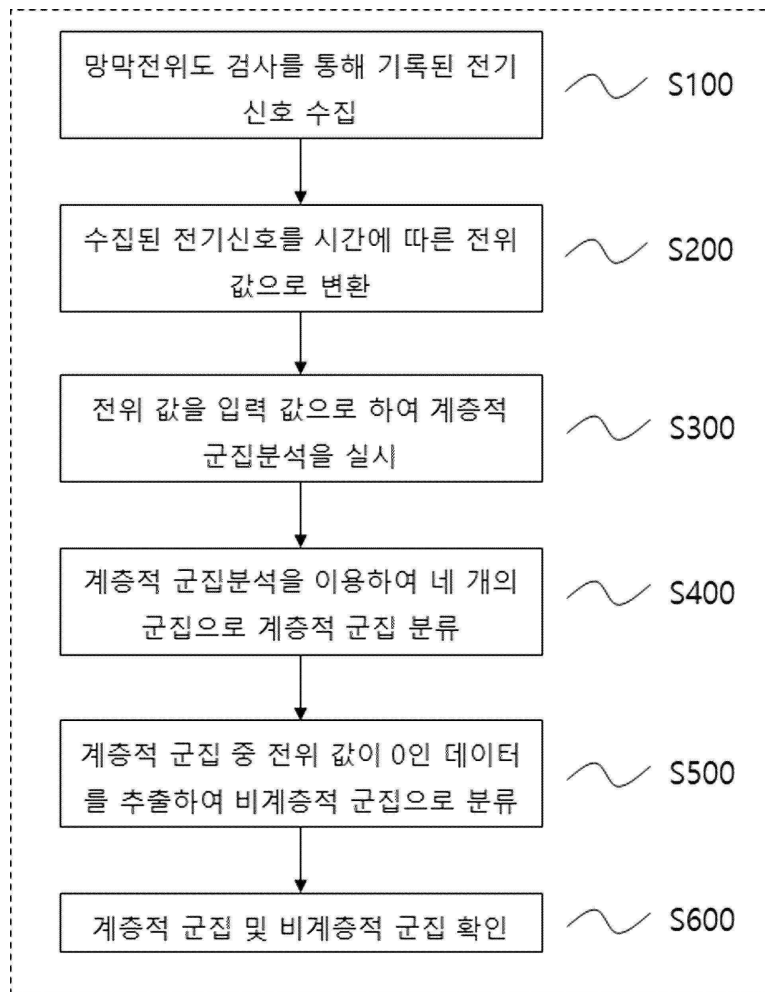 망막전위도 검사를 통해 기록된 전기
신호 수집
S100
수집된 전기신호를 시간에 따른 전위
값으로 변환
S200
전위 값을 입력 값으로 하여 계층적
군집분석을 실시
S300
계층적 군집분석을 이용하여 네 개의
군집으로 계층적 군집 분류
S400
계층적 군집 중 전위 값이 0인 데이터
를 추출하여 비계층적 군집으로 분류
S500
계층적 군집 및 비계층적 군집 확인
S600